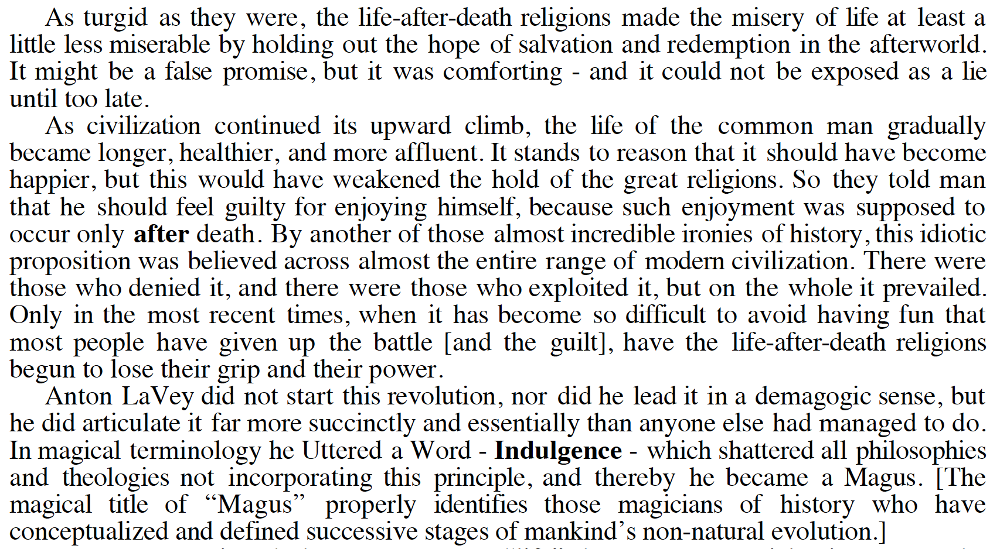 As turgid as they were, the life-after-death religions made the misery of life at least a
little less miserable by holding out the hope of salvation and redemption in the afterworld.
It might be a false promise, but it was comforting - and it could not be exposed as a lie
until too late.
As civilization continued its upward climb, the life of the common man gradually
became longer, healthier, and more affluent. It stands to reason that it should have become
happier, but this would have weakened the hold of the great religions. So they told man
that he should feel guilty for enjoying himself, because such enjoyment was supposed to
occur only after death. By another of those almost incredible ironies of history, this idiotic
proposition was believed across almost the entire range of modern civilization. There were
those who denied it, and there were those who exploited it, but on the whole it prevailed.
Only in the most recent times, when it has become so difficult to avoid having fun that
most people have given up the battle [and the guilt], have the life-after-death religions
begun to lose their grip and their power.
Anton LaVey did not start this revolution, nor did he lead it in a demagogic sense, but
he did articulate it far more succinctly and essentially than anyone else had managed to do.
In magical terminology he Uttered a Word - Indulgence - which shattered all philosophies
and theologies not incorporating this principle, and thereby he became a Magus. [The
magical title of “Magus” properly identifies those magicians of history who have
conceptualized and defined successive stages of mankind’s non-natural evolution.]